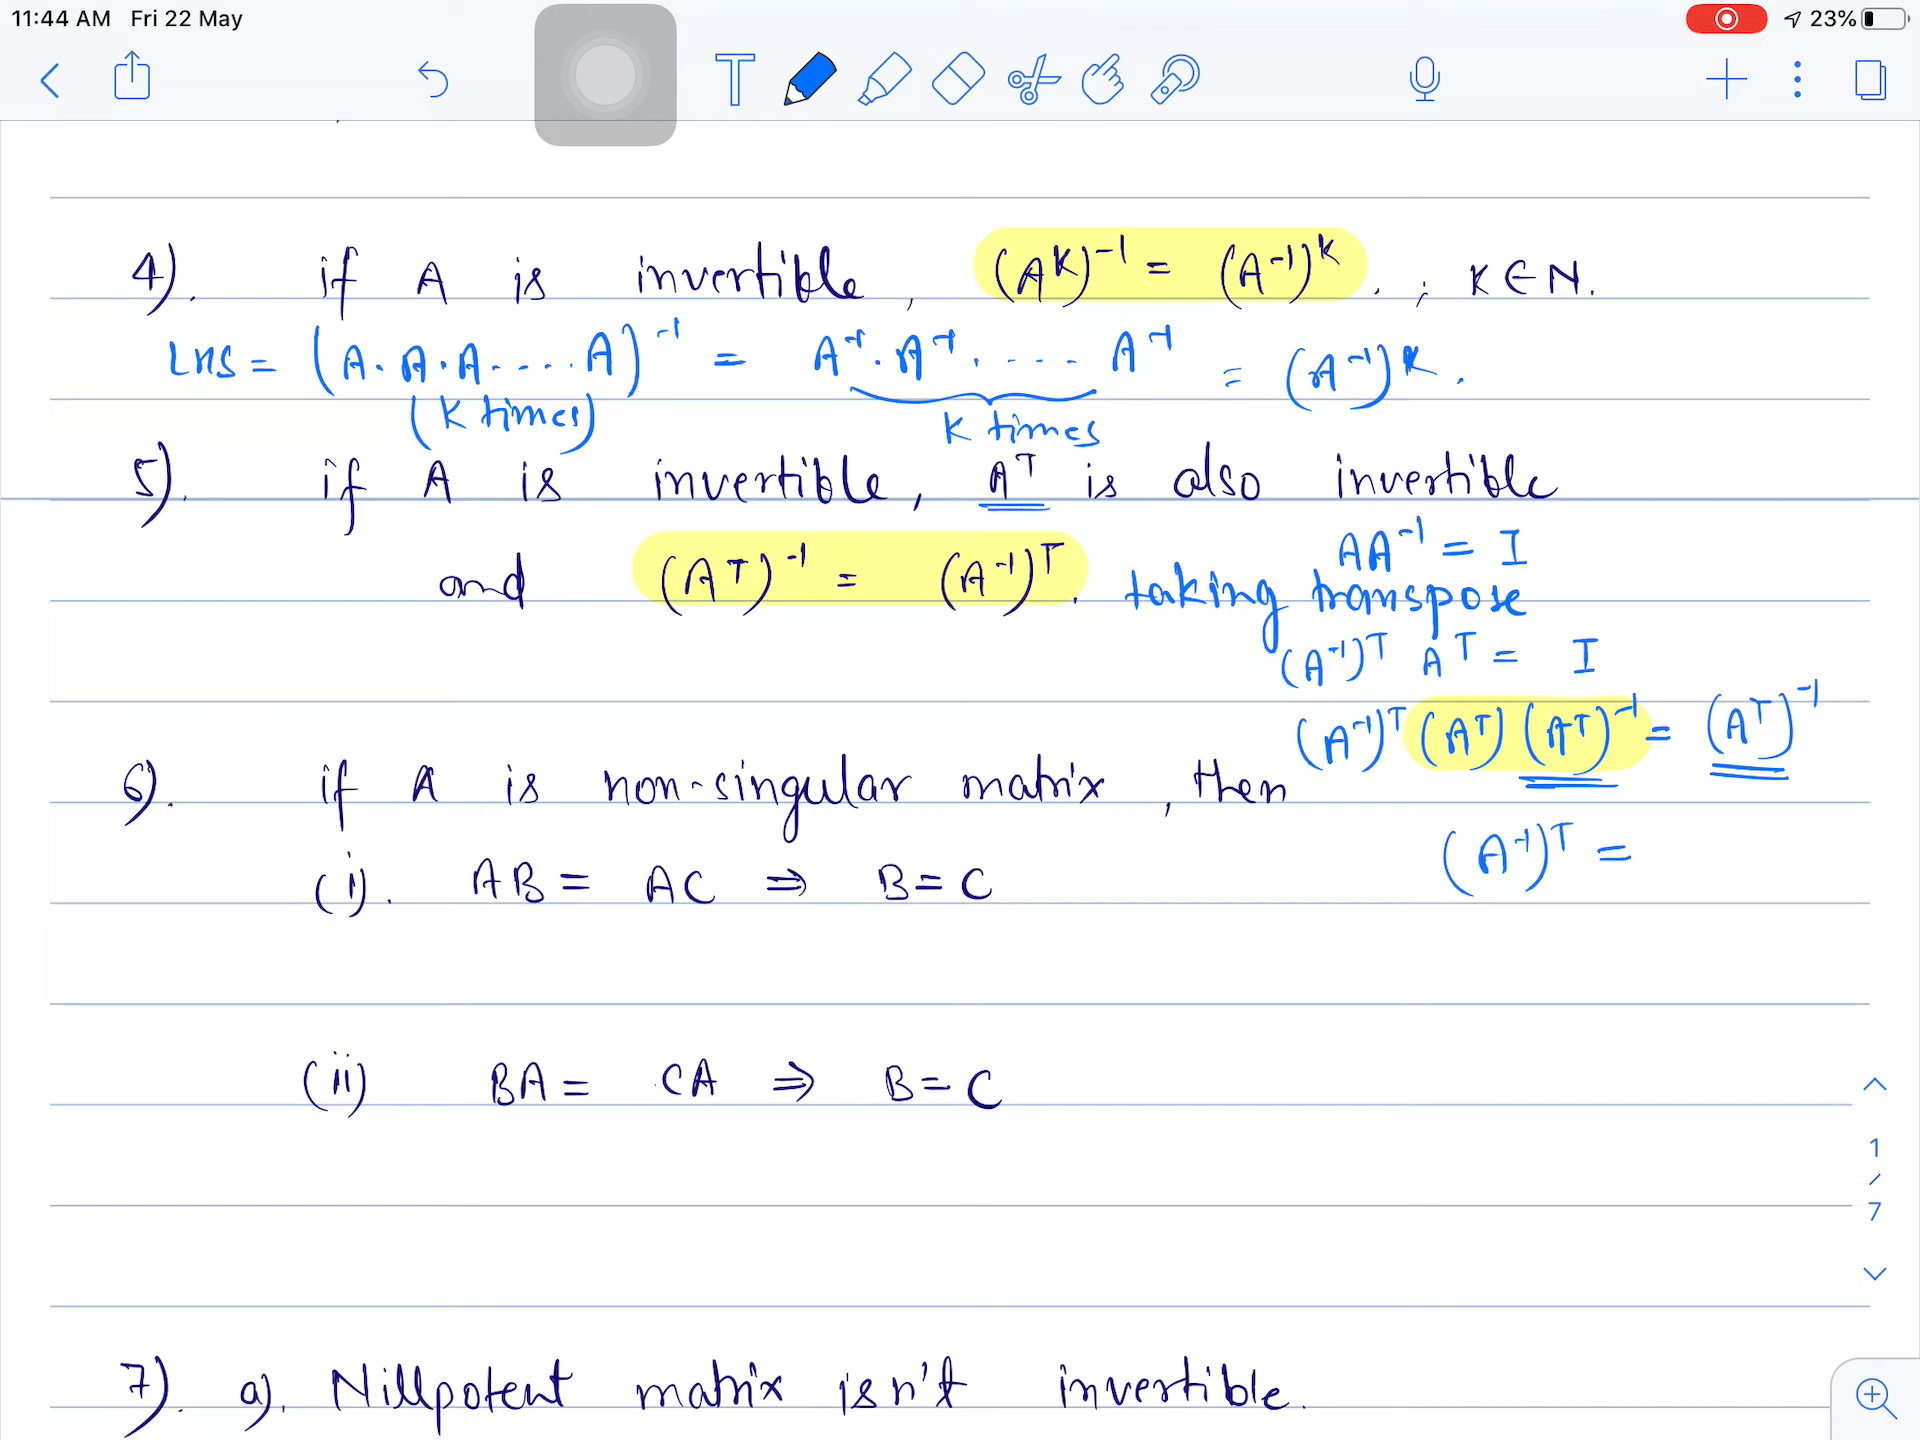 11:44 AM Fri 22 May 23%
4). if A is invertible, (A^K)^-1 = (A^-1)^K . ; K ∈ N.
LHS = (A.A.A.....A)^-1 = A^-1.A^-1..... A^-1 = (A^-1)^K.
(K times) K times
5). if A is invertible, A^T is also invertible
AA^-1 = I
and (A^T)^-1 = (A^-1)^T. taking transpose
(A^-1)^T A^T = I
(A^-1)^T (A^T) (A^T)^-1 = (A^T)^-1
6). if A is non-singular matrix, then
(A^-1)^T =
(i). AB = AC ⇒ B = C
(ii) BA = CA ⇒ B = C
1
/
7
7). a). Nillpotent matrix isn't invertible.